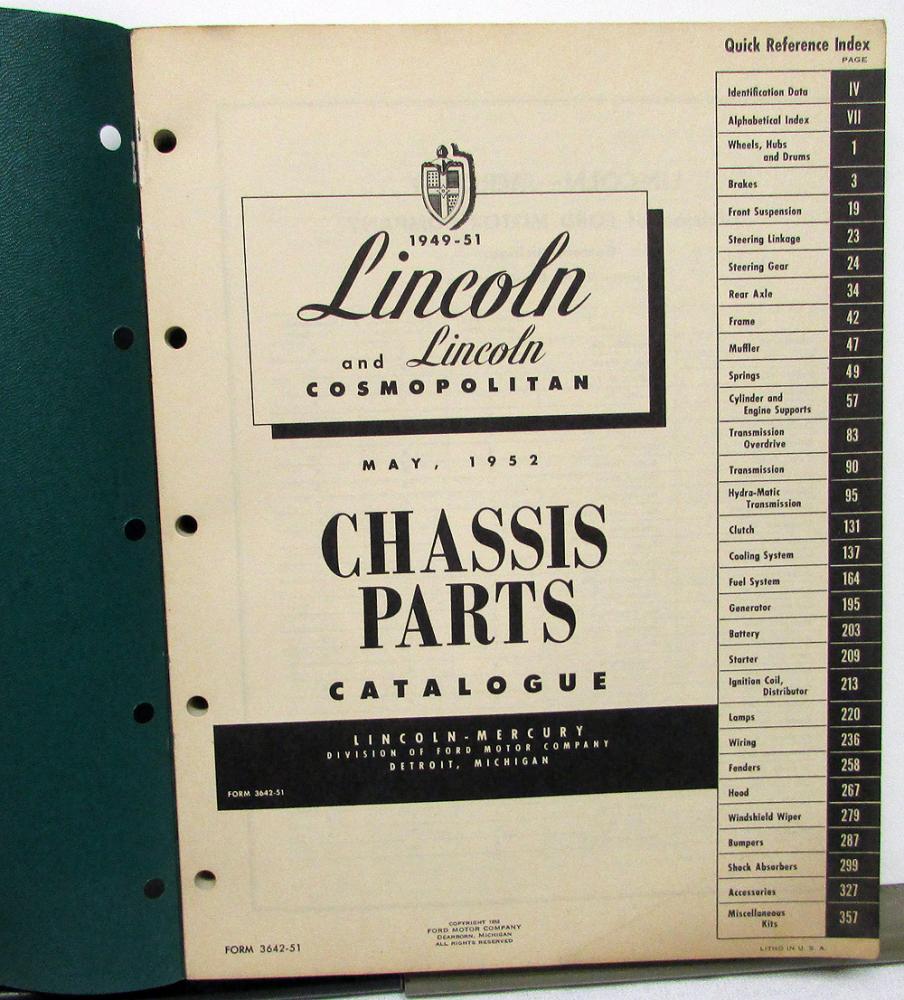 Quick Reference Index
PAGE
Identification Data IV
Alphabetical Index VII
Wheels, Hubs
and Drums 1
Brakes 3
Front Suspension 19
Steering Linkage 23
Steering Gear 24
Rear Axle 34
Frame 42
Muffler 47
Springs 49
Cylinder and
Engine Supports 57
Transmission
Overdrive 83
Transmission 90
Hydra-Matic
Transmission 95
Clutch 131
Cooling System 137
Fuel System 164
Generator 195
Battery 203
Starter 209
Ignition Coil,
Distributor 213
Lamps 220
Wiring 236
Fenders 258
Hood 267
Windshield Wiper 279
Bumpers 287
Shock Absorbers 299
Accessories 327
Miscellaneous
Kits 357
1949-51
Lincoln
and Lincoln
COSMOPOLITAN
MAY, 1952
CHASSIS
PARTS
CATALOGUE
LINCOLN-MERCURY
DIVISION OF FORD MOTOR COMPANY
DETROIT, MICHIGAN
FORM 3642-51
COPYRIGHT 1952
FORD MOTOR COMPANY
DEARBORN, MICHIGAN
ALL RIGHTS RESERVED
FORM 3642-51
LITHO IN U. S. A.